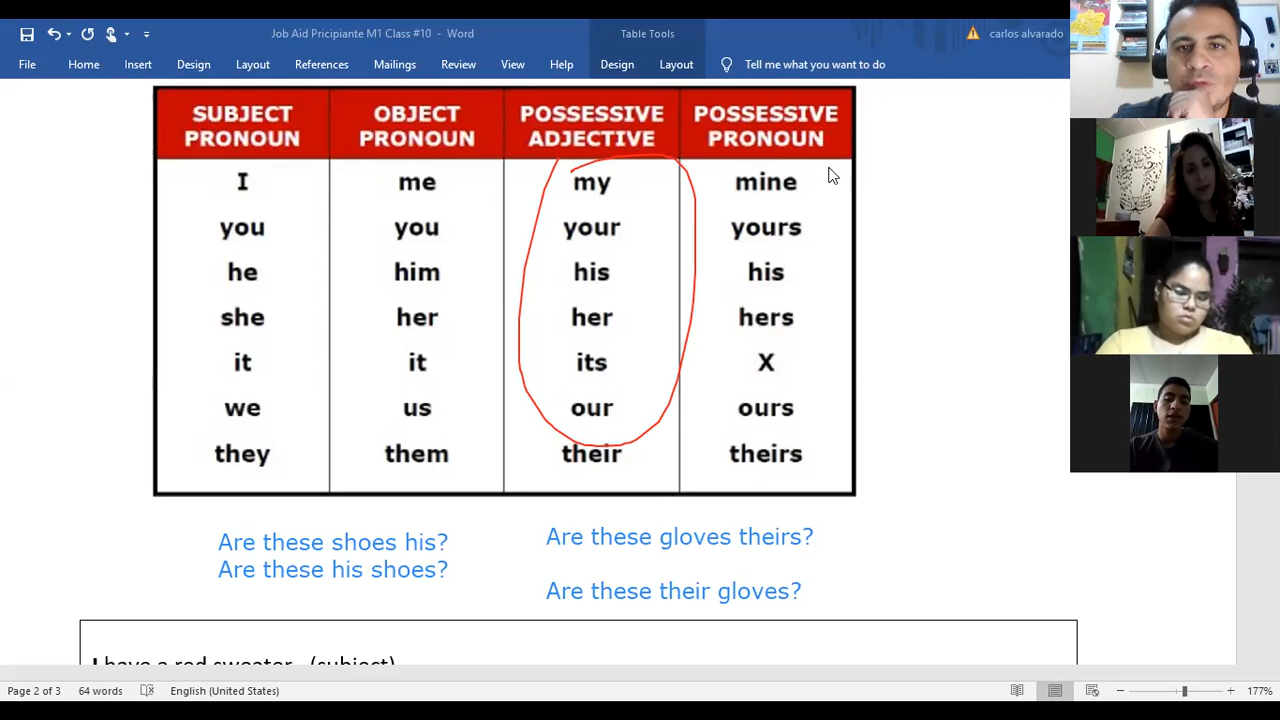 Job Aid Pricipiante M1 Class #10 - Word
Table Tools
carlos alvarado
File Home Insert Design Layout References Mailings Review View Help Design Layout Tell me what you want to do
SUBJECT PRONOUN OBJECT PRONOUN POSSESSIVE ADJECTIVE POSSESSIVE PRONOUN
I me my mine
you you your yours
he him his his
she her her hers
it it its X
we us our ours
they them their theirs
Are these shoes his?
Are these his shoes?
Are these gloves theirs?
Are these their gloves?
I have a red sweater. (subject)
Page 2 of 3 64 words English (United States) 177%